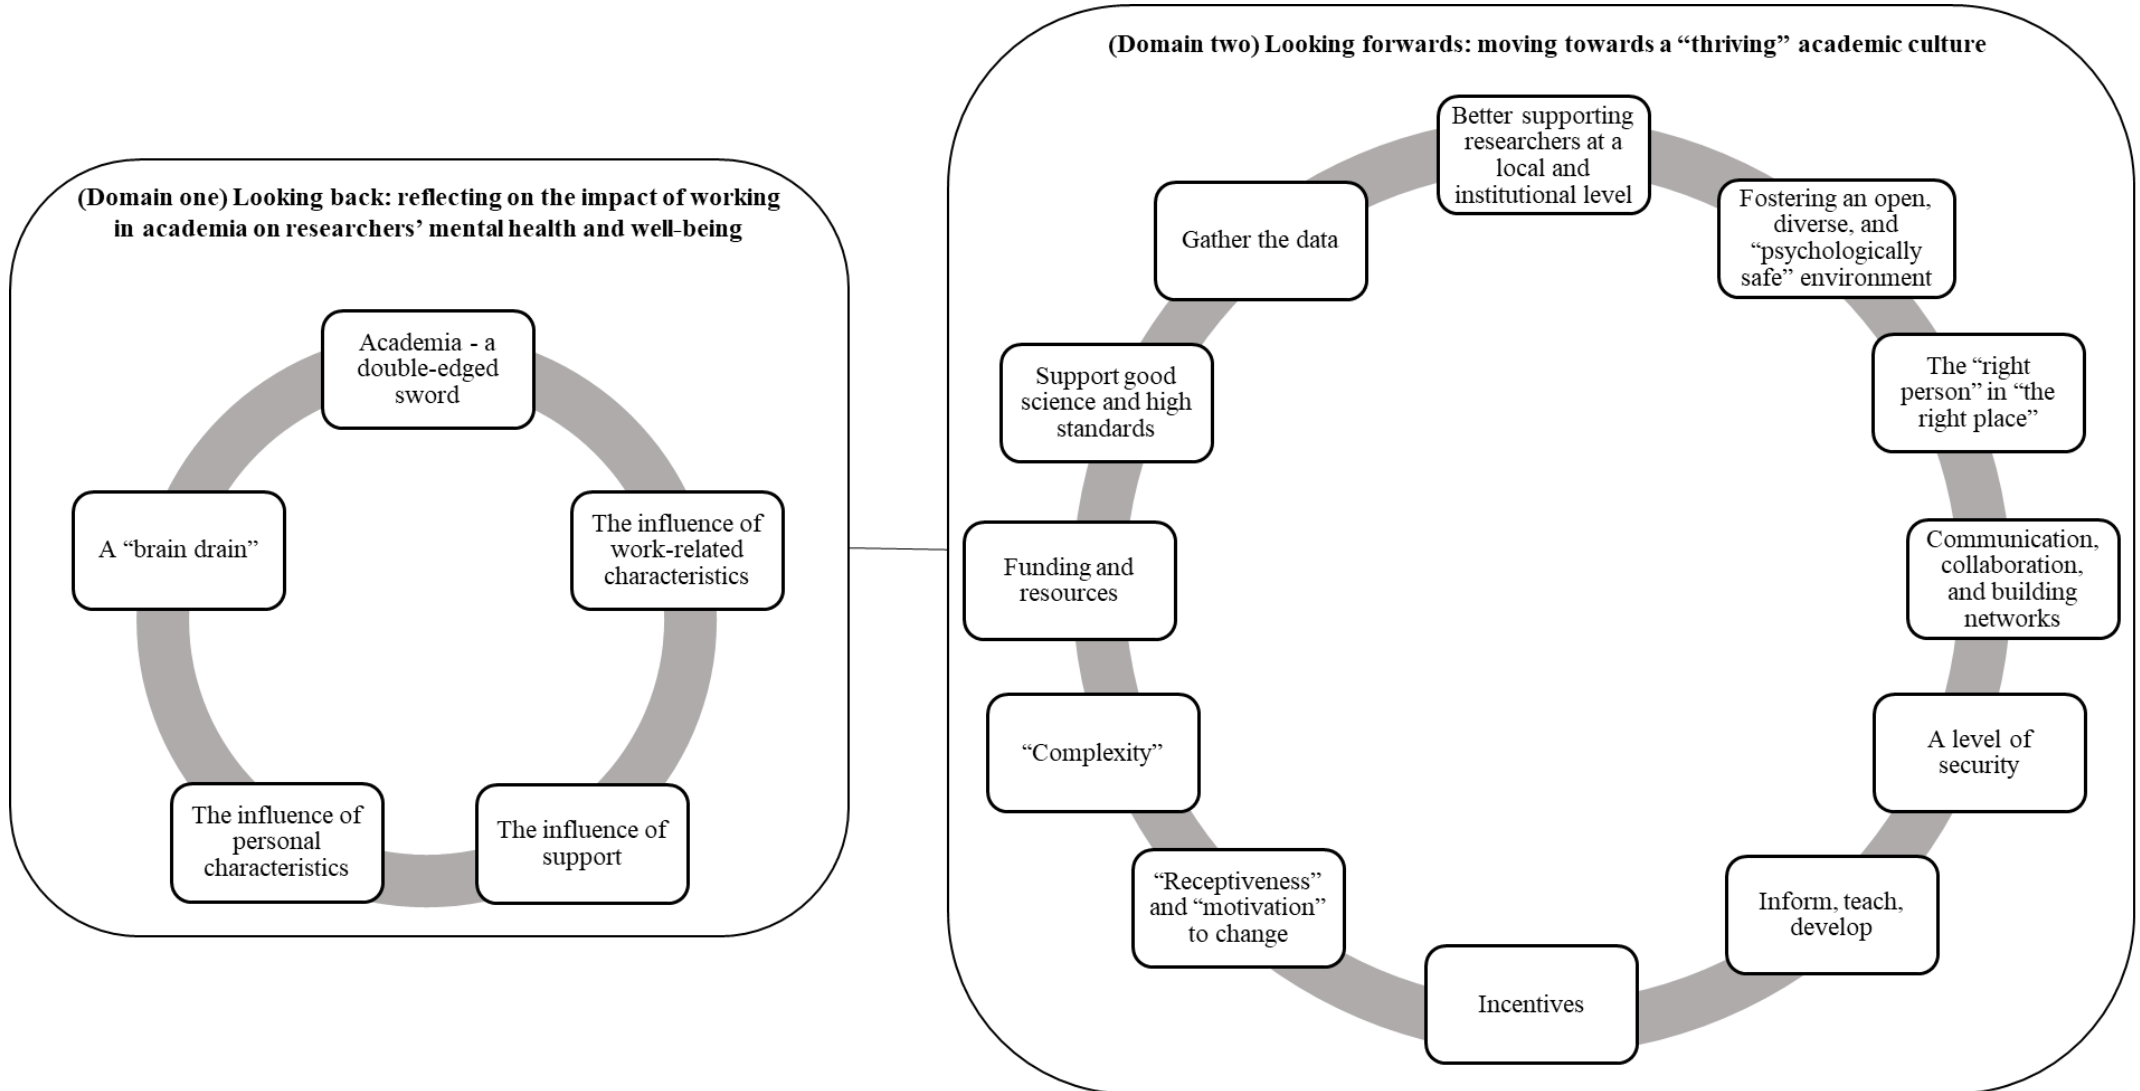 (Domain one) Looking back: reflecting on the impact of working
in academia on researchers’ mental health and well-being
Academia - a
double-edged
sword
The influence of
work-related
characteristics
The influence of
support
The influence of
personal
characteristics
A “brain drain”
(Domain two) Looking forwards: moving towards a “thriving” academic culture
Better supporting
researchers at a
local and
institutional level
Fostering an open,
diverse, and
“psychologically
safe” environment
The “right
person” in “the
right place”
Communication,
collaboration,
and building
networks
A level of
security
Inform, teach,
develop
Incentives
“Receptiveness”
and “motivation”
to change
“Complexity”
Funding and
resources
Support good
science and high
standards
Gather the data